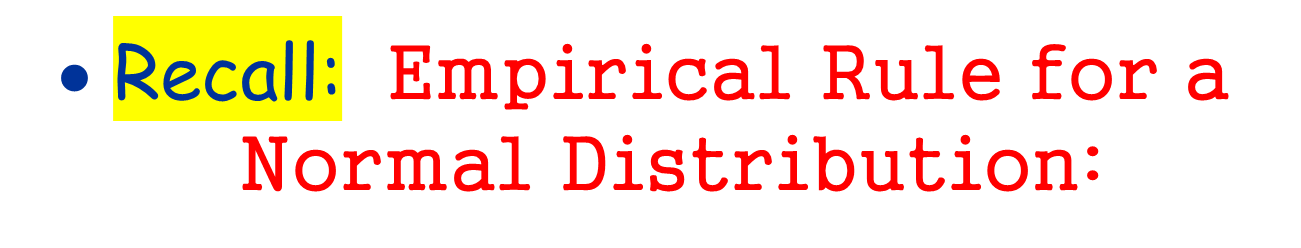 • Recall: Empirical Rule for a
Normal Distribution: